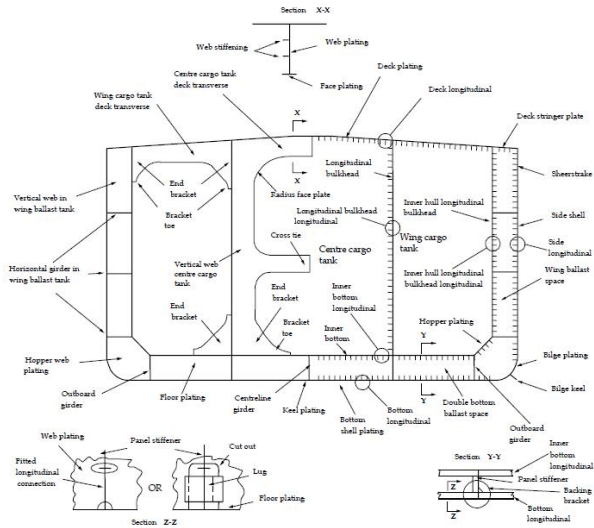 Section X-X
Web stiffening
Web plating
Face plating
Centre cargo tank
deck transverse
Deck plating
Wing cargo tank
deck transverse
Deck longitudinal
X
Deck stringer plate
X
Longitudinal
bulkhead
Sheerstrake
End
bracket
Radius face plate
Vertical web in
wing ballast tank
Inner hull longitudinal
bulkhead
Bracket
toe
Longitudinal bulkhead
longitudinal
Side shell
Cross tie
Centre cargo
tank
Wing cargo
tank
Side
longitudinal
Vertical web
centre cargo
tank
Inner hull longitudinal
bulkhead longitudinal
Horizontal girder in
wing ballast tank
Wing ballast
space
End
bracket
Inner
bottom
longitudinal
End
bracket
Hopper plating
Bracket
toe
Inner
bottom
Y
Hopper web
plating
Bilge plating
Y
Bilge keel
Outboard
girder
Floor plating
Centreline
girder
Keel plating
Bottom
shell plating
Bottom
longitudinal
Double bottom
ballast space
Outboard
girder
Web plating
Panel stiffener
Cut out
Fitted
longitudinal
connection
OR
Lug
Floor plating
Section Z-Z
Section Y-Y
Inner
bottom
longitudinal
Panel stiffener
Z
Backing
bracket
Z
Bottom
longitudinal